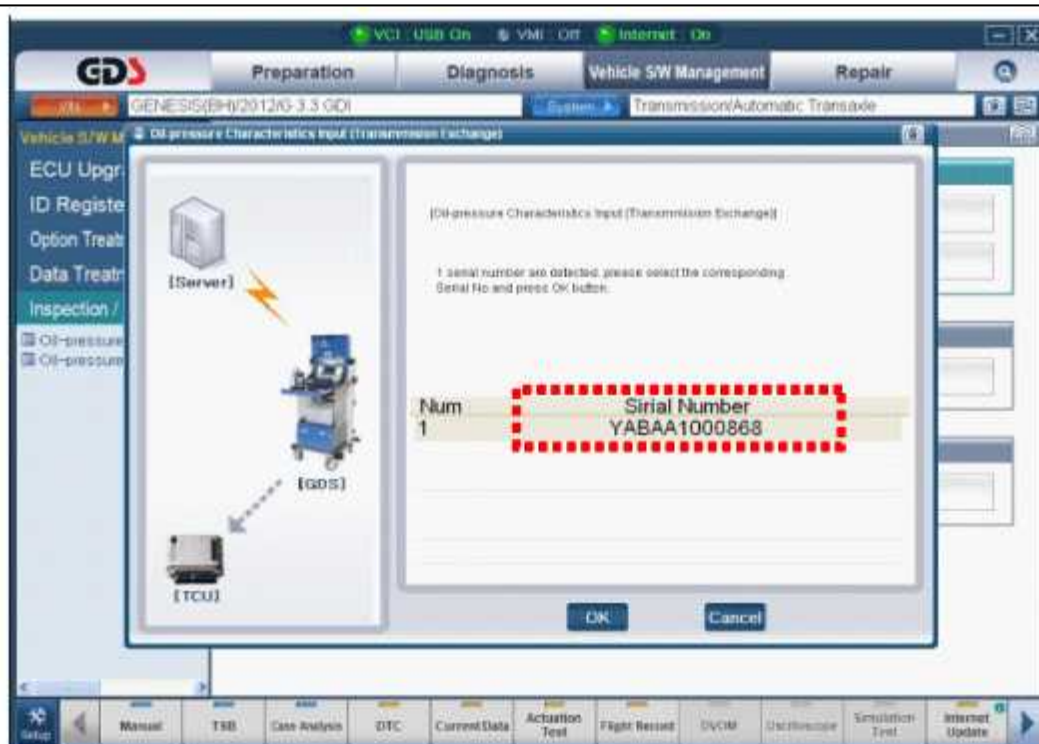 VCI : USB On VMI : Off Internet : On
GDS Preparation Diagnosis Vehicle S/W Management Repair
VIN GENESIS(BH)/2012/G 3.3 GDI System Transmission/Automatic Transaxle
Vehicle S/W M
Oil-pressure Characteristics Input (Transmission Exchange)
ECU Upgr
ID Registe
Option Treat
Data Treatr
Inspection /
Oil-pressure
Oil-pressure
[Server]
[GDS]
[TCU]
[Oil-pressure Characteristics Input (Transmission Exchange)]
1 serial number are detected, please select the corresponding
Serial No and press OK button.
Num Sirial Number
1 YABAA1000868
OK Cancel
Setup Manual TSB Case Analysis DTC Current Data Actuation Test Flight Record DVOM Oscilloscope Simulation Test Internet Update